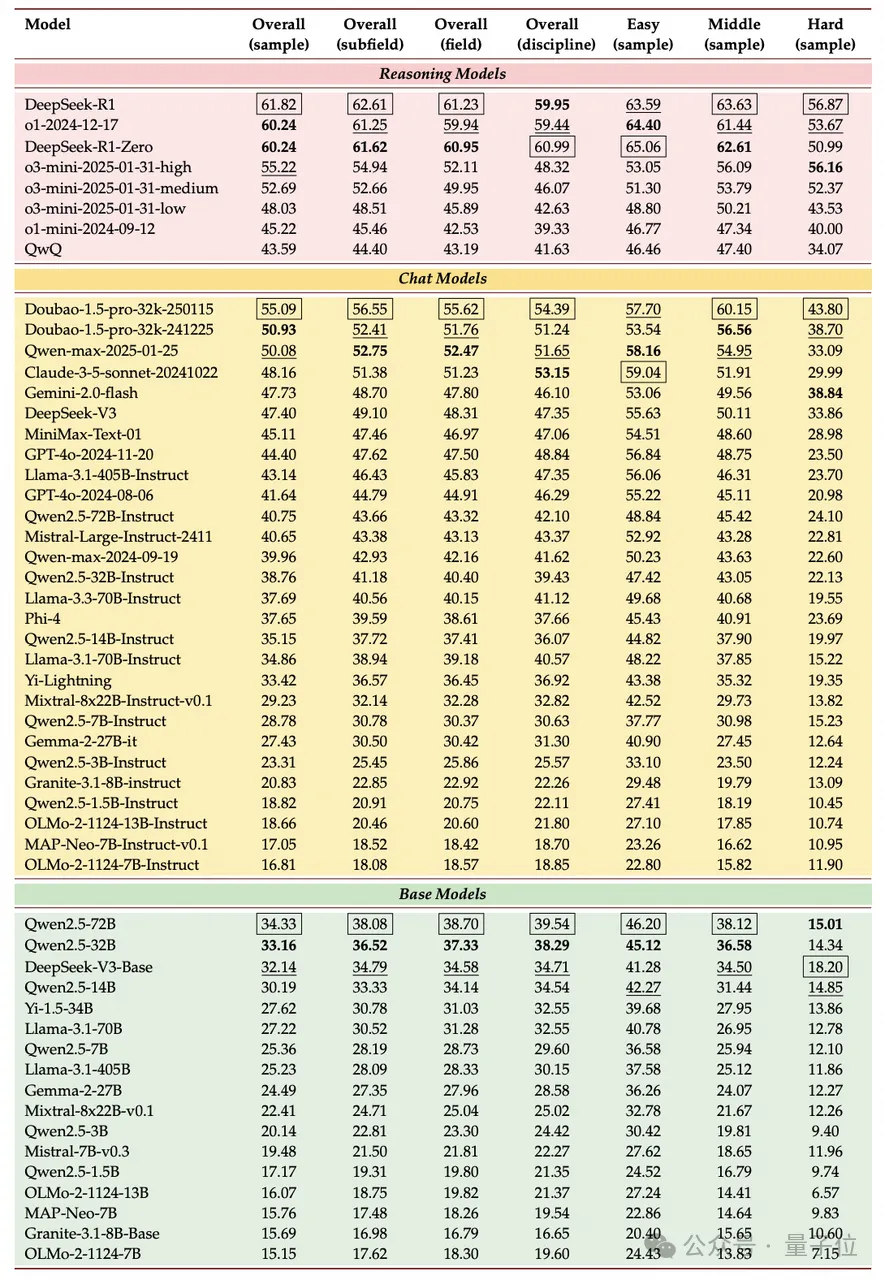 Model Overall (sample) Overall (subfield) Overall (field) Overall (discipline) Easy (sample) Middle (sample) Hard (sample)
Reasoning Models
DeepSeek-R1 61.82 62.61 61.23 59.95 63.59 63.63 56.87
o1-2024-12-17 60.24 61.25 59.94 59.44 64.40 61.44 53.67
DeepSeek-R1-Zero 60.24 61.62 60.95 60.99 65.06 62.61 50.99
o3-mini-2025-01-31-high 55.22 54.94 52.11 48.32 53.05 56.09 56.16
o3-mini-2025-01-31-medium 52.69 52.66 49.95 46.07 51.30 53.79 52.37
o3-mini-2025-01-31-low 48.03 48.51 45.89 42.63 48.80 50.21 43.53
o1-mini-2024-09-12 45.22 45.46 42.53 39.33 46.77 47.34 40.00
QwQ 43.59 44.40 43.19 41.63 46.46 47.40 34.07
Chat Models
Doubao-1.5-pro-32k-250115 55.09 56.55 55.62 54.39 57.70 60.15 43.80
Doubao-1.5-pro-32k-241225 50.93 52.41 51.76 51.24 53.54 56.56 38.70
Qwen-max-2025-01-25 50.08 52.75 52.47 51.65 58.16 54.95 33.09
Claude-3-5-sonnet-20241022 48.16 51.38 51.23 53.15 59.04 51.91 29.99
Gemini-2.0-flash 47.73 48.70 47.80 46.10 53.06 49.56 38.84
DeepSeek-V3 47.40 49.10 48.31 47.35 55.63 50.11 33.86
MiniMax-Text-01 45.11 47.46 46.97 47.06 54.51 48.60 28.98
GPT-4o-2024-11-20 44.40 47.62 47.50 48.84 56.84 48.75 23.50
Llama-3.1-405B-Instruct 43.14 46.43 45.83 47.35 56.06 46.31 23.70
GPT-4o-2024-08-06 41.64 44.79 44.91 46.29 55.22 45.11 20.98
Qwen2.5-72B-Instruct 40.75 43.66 43.32 42.10 48.84 45.42 24.10
Mistral-Large-Instruct-2411 40.65 43.38 43.13 43.37 52.92 43.28 22.81
Qwen-max-2024-09-19 39.96 42.93 42.16 41.62 50.23 43.63 22.60
Qwen2.5-32B-Instruct 38.76 41.18 40.40 39.43 47.42 43.05 22.13
Llama-3.3-70B-Instruct 37.69 40.56 40.15 41.12 49.68 40.68 19.55
Phi-4 37.65 39.59 38.61 37.66 45.43 40.91 23.69
Qwen2.5-14B-Instruct 35.15 37.72 37.41 36.07 44.82 37.90 19.97
Llama-3.1-70B-Instruct 34.86 38.94 39.18 40.57 48.22 37.85 15.22
Yi-Lightning 33.42 36.57 36.45 36.92 43.38 35.32 19.35
Mixtral-8x22B-Instruct-v0.1 29.23 32.14 32.28 32.82 42.52 29.73 13.82
Qwen2.5-7B-Instruct 28.78 30.78 30.37 30.63 37.77 30.98 15.23
Gemma-2-27B-it 27.43 30.50 30.42 31.30 40.90 27.45 12.64
Qwen2.5-3B-Instruct 23.31 25.45 25.86 25.57 33.10 23.50 12.24
Granite-3.1-8B-instruct 20.83 22.85 22.92 22.26 29.48 19.79 13.09
Qwen2.5-1.5B-Instruct 18.82 20.91 20.75 22.11 27.41 18.19 10.45
OLMo-2-1124-13B-Instruct 18.66 20.46 20.60 21.80 27.10 17.85 10.74
MAP-Neo-7B-Instruct-v0.1 17.05 18.52 18.42 18.70 23.26 16.62 10.95
OLMo-2-1124-7B-Instruct 16.81 18.08 18.57 18.85 22.80 15.82 11.90
Base Models
Qwen2.5-72B 34.33 38.08 38.70 39.54 46.20 38.12 15.01
Qwen2.5-32B 33.16 36.52 37.33 38.29 45.12 36.58 14.34
DeepSeek-V3-Base 32.14 34.79 34.58 34.71 41.28 34.50 18.20
Qwen2.5-14B 30.19 33.33 34.14 34.54 42.27 31.44 14.85
Yi-1.5-34B 27.62 30.78 31.03 32.55 39.68 27.95 13.86
Llama-3.1-70B 27.22 30.52 31.28 32.55 40.78 26.95 12.78
Qwen2.5-7B 25.36 28.19 28.73 29.60 36.58 25.94 12.10
Llama-3.1-405B 25.23 28.09 28.33 30.15 37.58 25.12 11.86
Gemma-2-27B 24.49 27.35 27.96 28.58 36.26 24.07 12.27
Mixtral-8x22B-v0.1 22.41 24.71 25.04 25.02 32.78 21.67 12.26
Qwen2.5-3B 20.14 22.81 23.30 24.42 30.42 19.81 9.40
Mistral-7B-v0.3 19.48 21.50 21.81 22.27 27.62 18.65 11.96
Qwen2.5-1.5B 17.17 19.31 19.80 21.35 24.52 16.79 9.74
OLMo-2-1124-13B 16.07 18.75 19.82 21.37 27.24 14.41 6.57
MAP-Neo-7B 15.76 17.48 18.26 19.54 22.86 14.64 9.83
Granite-3.1-8B-Base 15.69 16.98 16.79 16.65 20.40 15.65 10.60
OLMo-2-1124-7B 15.15 17.62 18.30 19.60 24.43 13.83 7.15
公众号 · 量子位